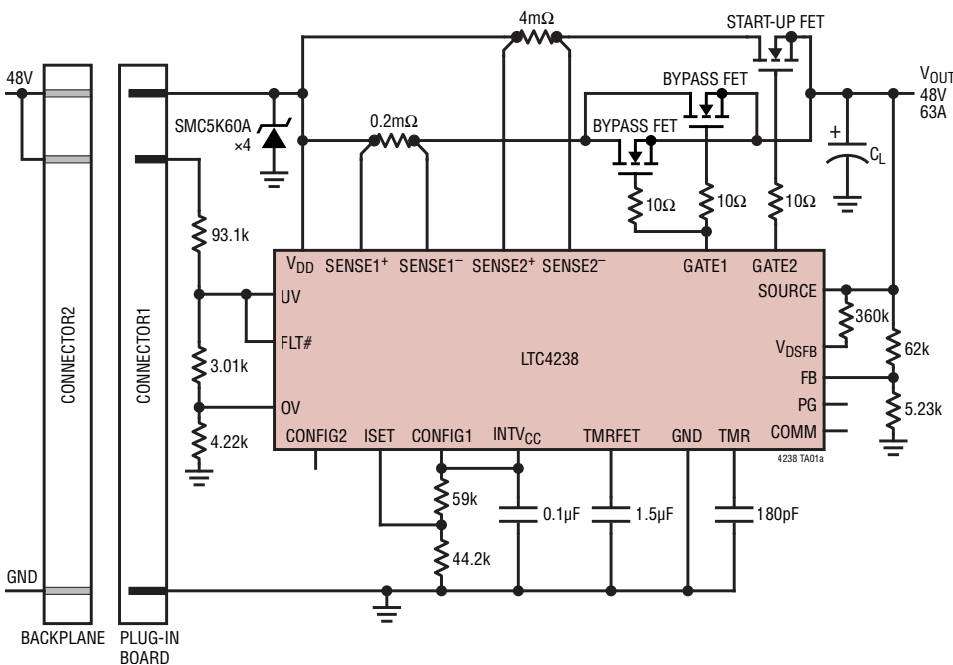 4mΩ
START-UP FET
48V
BYPASS FET
VOUT
48V
63A
SMC5K60A
×4
0.2mΩ
BYPASS FET
+
CL
10Ω
10Ω
10Ω
93.1k
VDD
SENSE1+
SENSE1–
SENSE2+
SENSE2–
GATE1
GATE2
UV
SOURCE
360k
FLT#
VDSFB
62k
LTC4238
CONNECTOR2
CONNECTOR1
3.01k
FB
OV
PG
5.23k
4.22k
CONFIG2
ISET
CONFIG1
INTVCC
TMRFET
GND
TMR
COMM
4238 TA01a
59k
0.1µF
1.5µF
180pF
44.2k
GND
BACKPLANE
PLUG-IN
BOARD